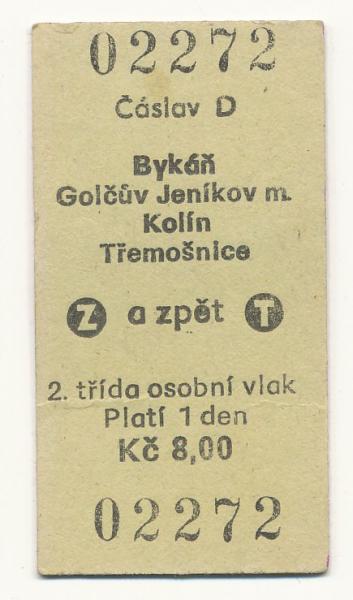 02272
Čáslav D
Bykáň
Golčův Jeníkov m.
Kolín
Třemošnice
Z a zpět T
2. třída osobní vlak
Platí 1 den
Kč 8,00
02272